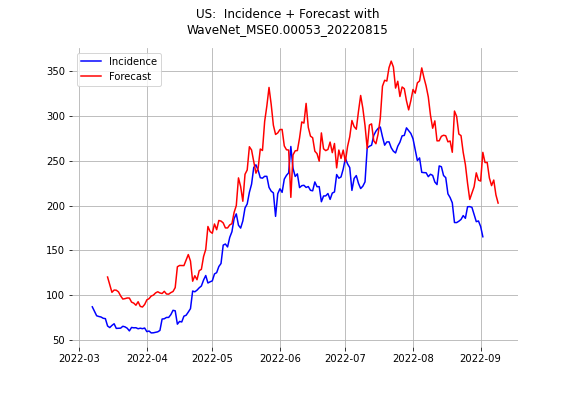 US:  Incidence + Forecast with
WaveNet_MSE0.00053_20220815
Incidence
Forecast
350
300
250
200
150
100
50
2022-03 2022-04 2022-05 2022-06 2022-07 2022-08 2022-09